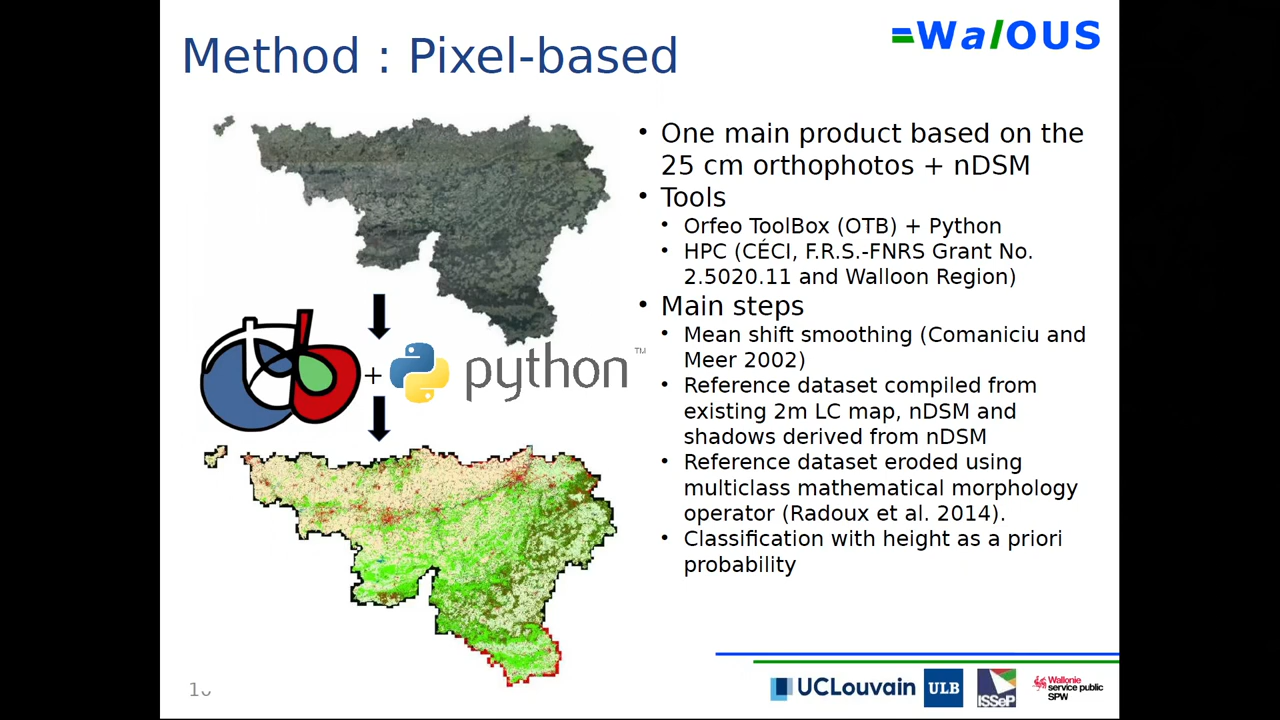 Method : Pixel-based
WalOUS
• One main product based on the
25 cm orthophotos + nDSM
• Tools
• Orfeo ToolBox (OTB) + Python
• HPC (CÉCI, F.R.S.-FNRS Grant No.
2.5020.11 and Walloon Region)
• Main steps
• Mean shift smoothing (Comaniciu and
Meer 2002)
• Reference dataset compiled from
existing 2m LC map, nDSM and
shadows derived from nDSM
• Reference dataset eroded using
multiclass mathematical morphology
operator (Radoux et al. 2014).
• Classification with height as a priori
probability
+ python™
UCLouvain
ULB
ISSeP
Wallonie
service public
SPW